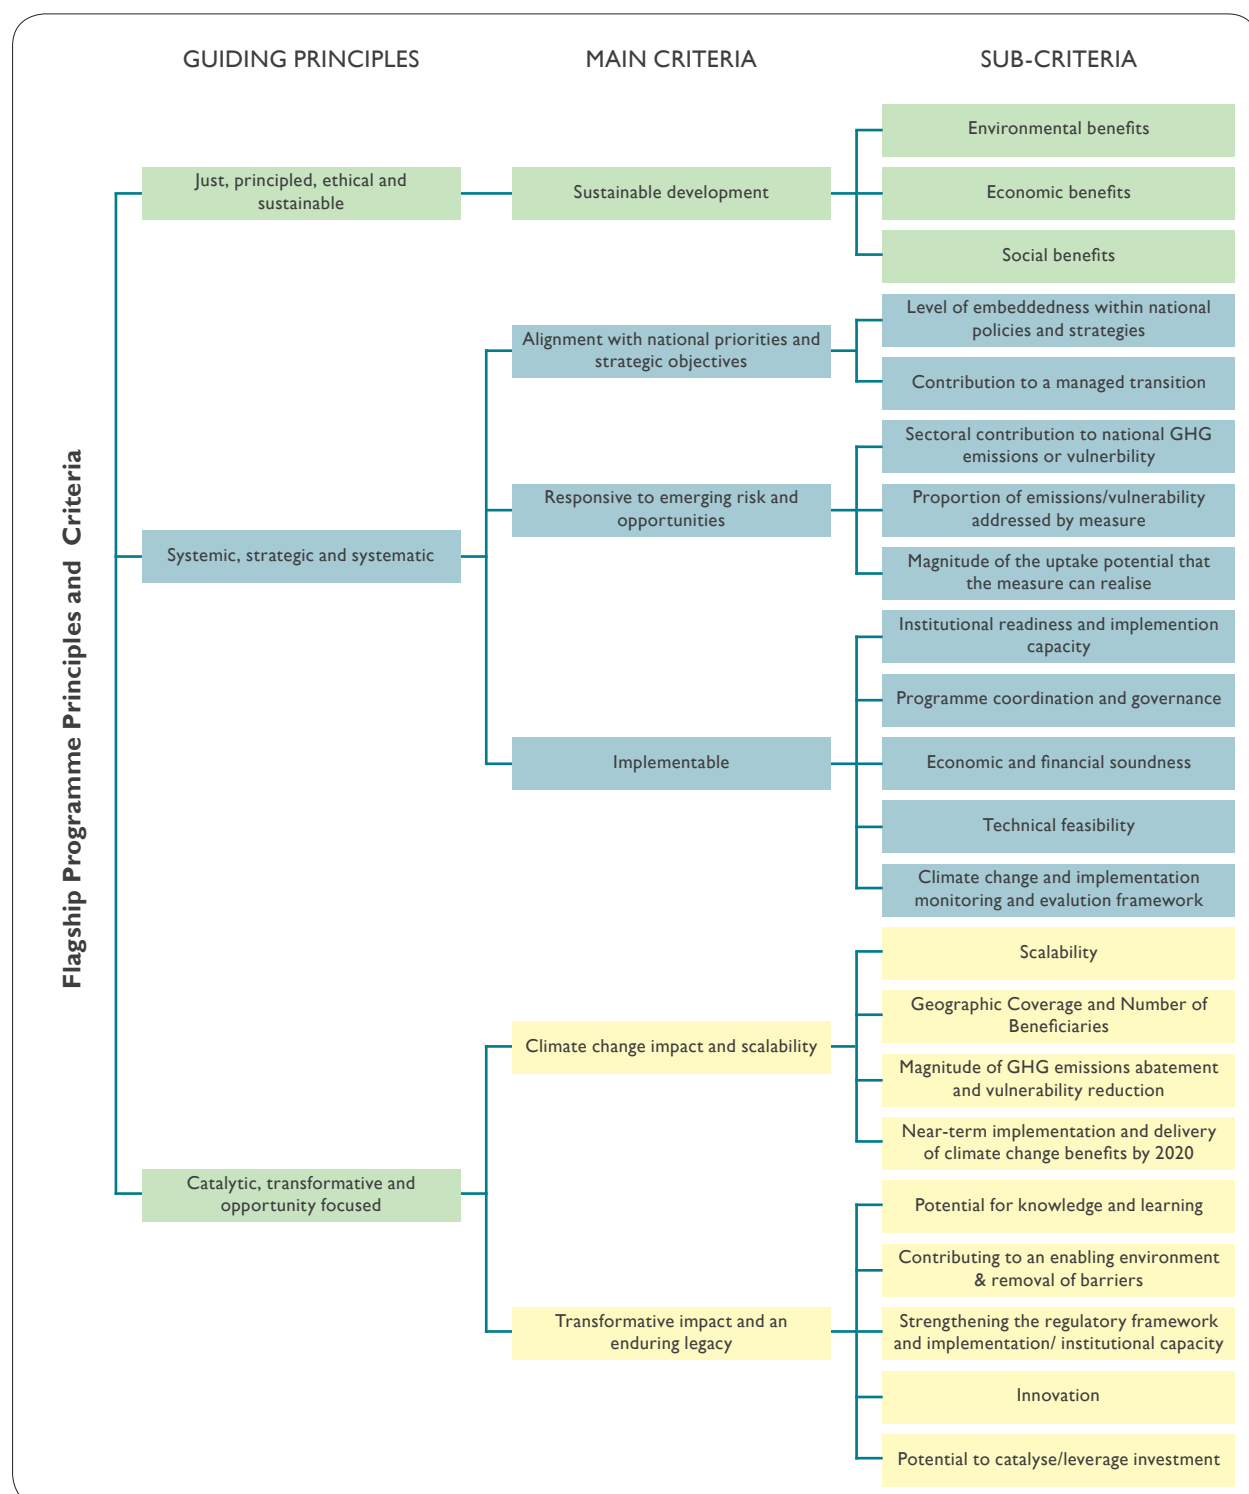 GUIDING PRINCIPLES
MAIN CRITERIA
SUB-CRITERIA
Flagship Programme Principles and Criteria
Just, principled, ethical and
sustainable
Sustainable development
Environmental benefits
Economic benefits
Social benefits
Systemic, strategic and systematic
Alignment with national priorities and
strategic objectives
Level of embeddedness within national
policies and strategies
Contribution to a managed transition
Responsive to emerging risk and
opportunities
Sectoral contribution to national GHG
emissions or vulnerbility
Proportion of emissions/vulnerability
addressed by measure
Magnitude of the uptake potential that
the measure can realise
Implementable
Institutional readiness and implemention
capacity
Programme coordination and governance
Economic and financial soundness
Technical feasibility
Climate change and implementation
monitoring and evalution framework
Catalytic, transformative and
opportunity focused
Climate change impact and scalability
Scalability
Geographic Coverage and Number of
Beneficiaries
Magnitude of GHG emissions abatement
and vulnerability reduction
Near-term implementation and delivery
of climate change benefits by 2020
Transformative impact and an
enduring legacy
Potential for knowledge and learning
Contributing to an enabling environment
& removal of barriers
Strengthening the regulatory framework
and implementation/ institutional capacity
Innovation
Potential to catalyse/leverage investment